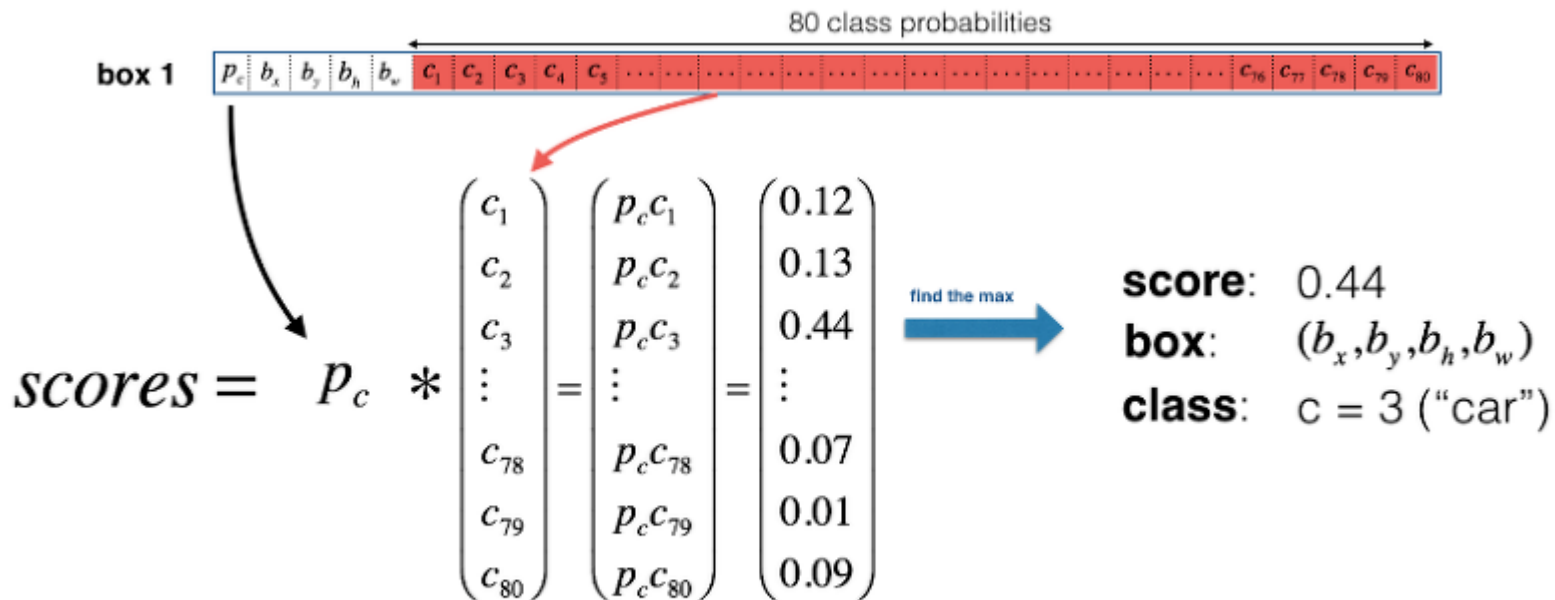 80 class probabilities
box 1 p_c b_x b_y b_h b_w c_1 c_2 c_3 c_4 c_5 ... ... ... ... ... ... ... ... ... ... ... ... ... ... ... c_76 c_77 c_78 c_79 c_80
scores = p_c * (c_1 c_2 c_3 ⋮ c_78 c_79 c_80) = (p_c c_1 p_c c_2 p_c c_3 ⋮ p_c c_78 p_c c_79 p_c c_80) = (0.12 0.13 0.44 ⋮ 0.07 0.01 0.09)
find the max
score: 0.44
box: (b_x, b_y, b_h, b_w)
class: c = 3 (“car”)